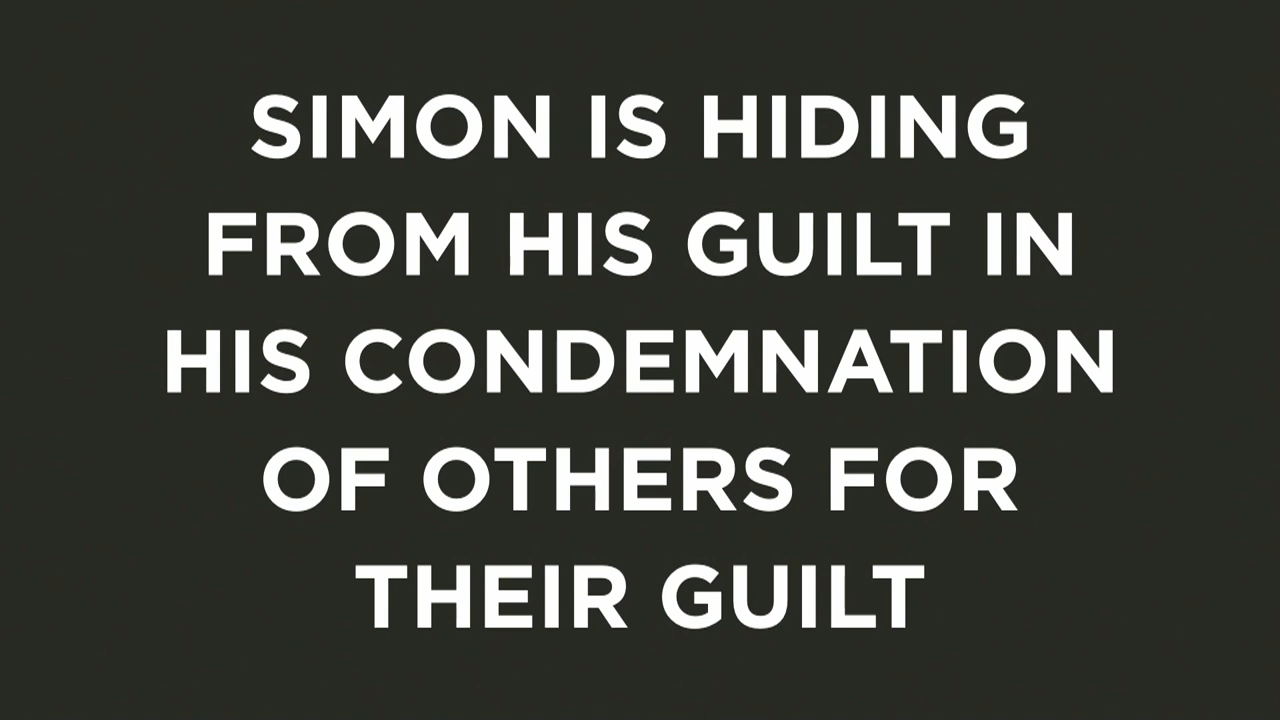 SIMON IS HIDING
FROM HIS GUILT IN
HIS CONDEMNATION
OF OTHERS FOR
THEIR GUILT